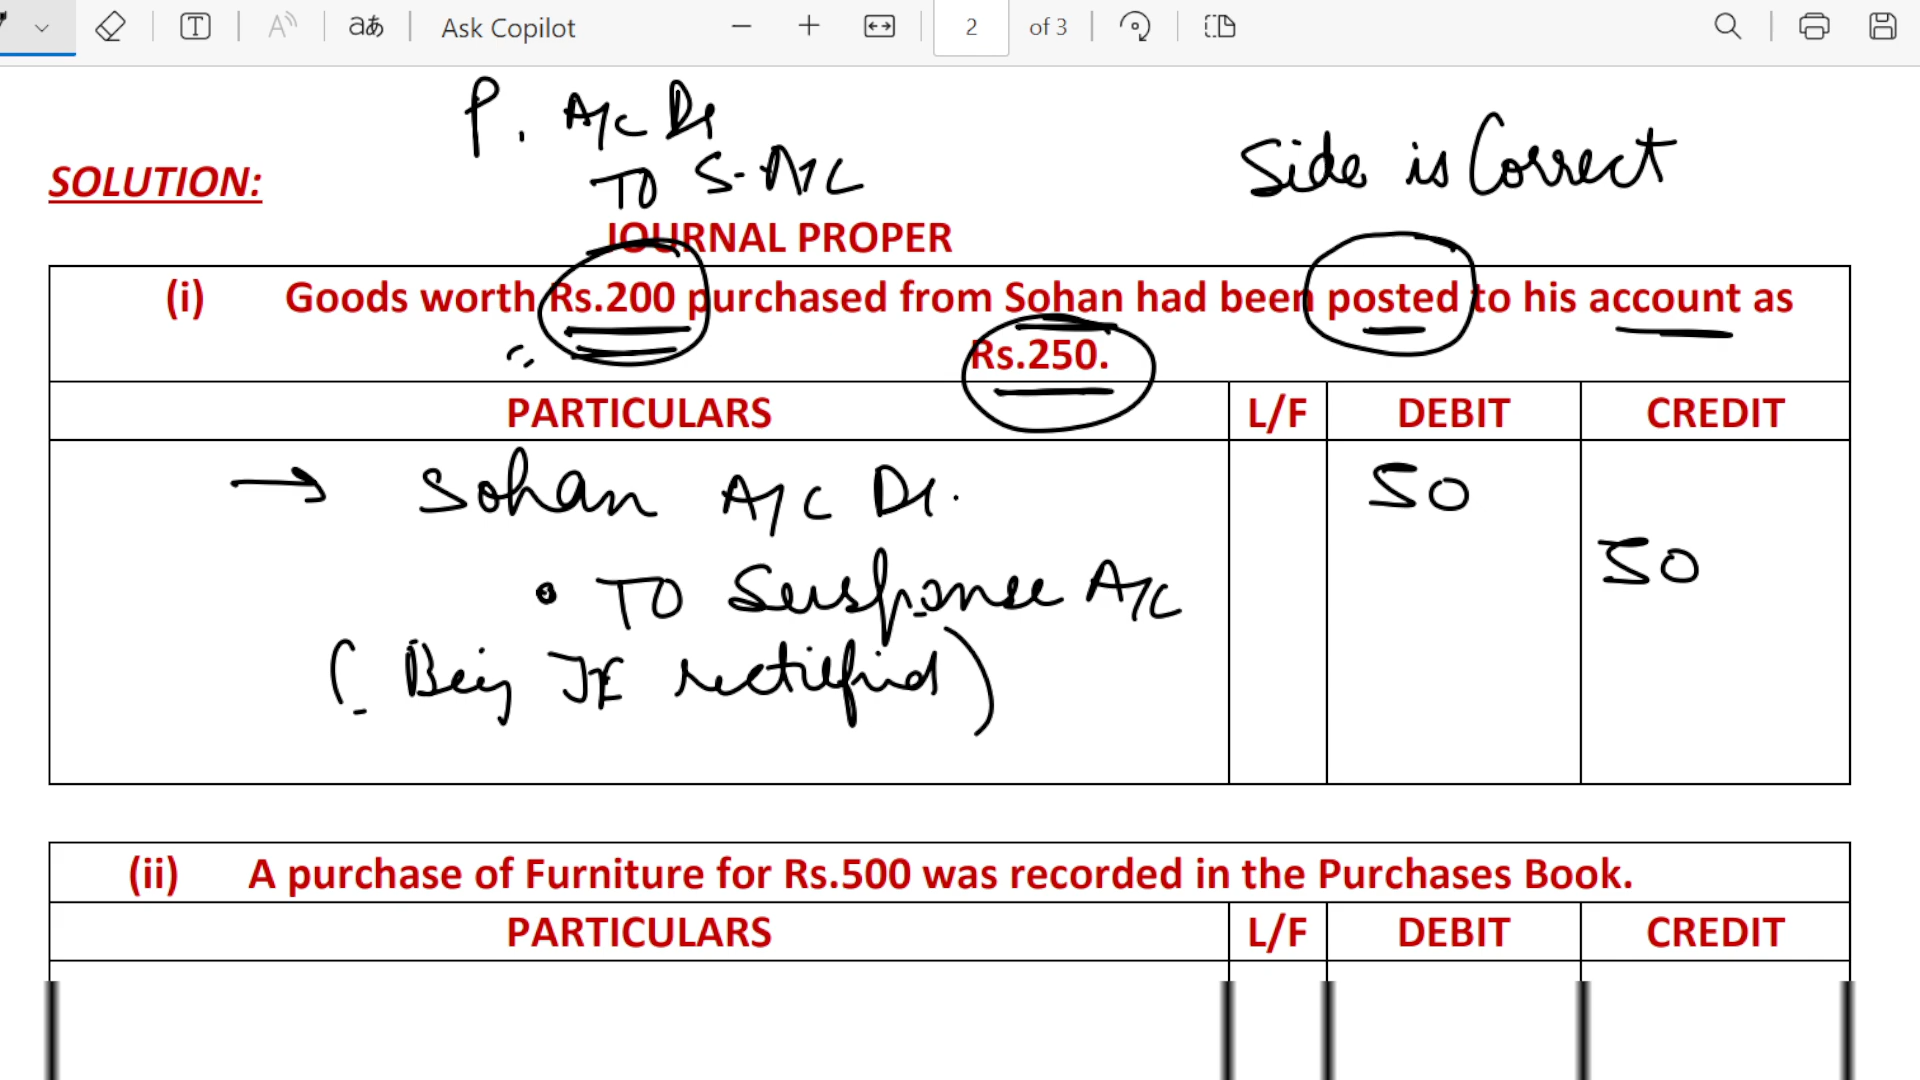 Ask Copilot 2 of 3
P. A/c Dr
TO S-A/C
Side is Correct
SOLUTION:
JOURNAL PROPER
(i) Goods worth Rs.200 purchased from Sohan had been posted to his account as
Rs.250.
PARTICULARS L/F DEBIT CREDIT
Sohan A/C Dr. 50
TO Suspense A/C 50
(Being JE rectified)
(ii) A purchase of Furniture for Rs.500 was recorded in the Purchases Book.
PARTICULARS L/F DEBIT CREDIT